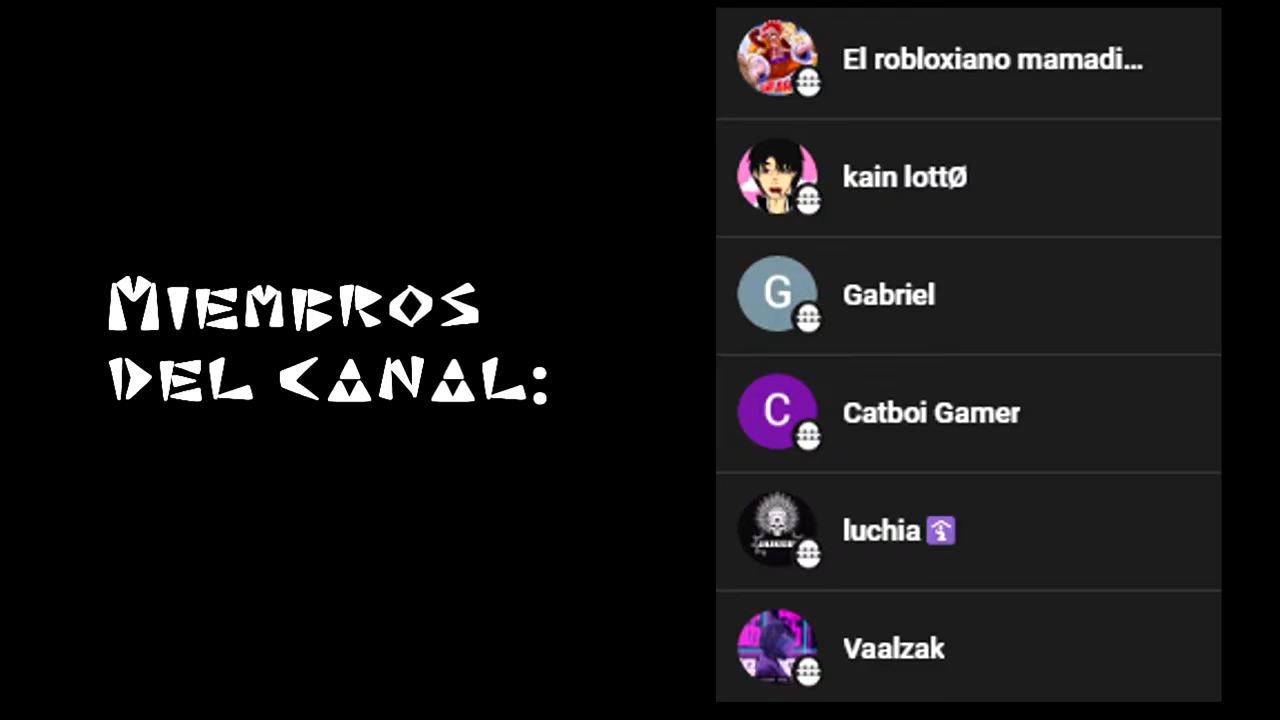 Miembros
del canal:
El robloxiano mamadi...
kain lottØ
G
Gabriel
C
Catboi Gamer
luchia 🛐
Vaalzak